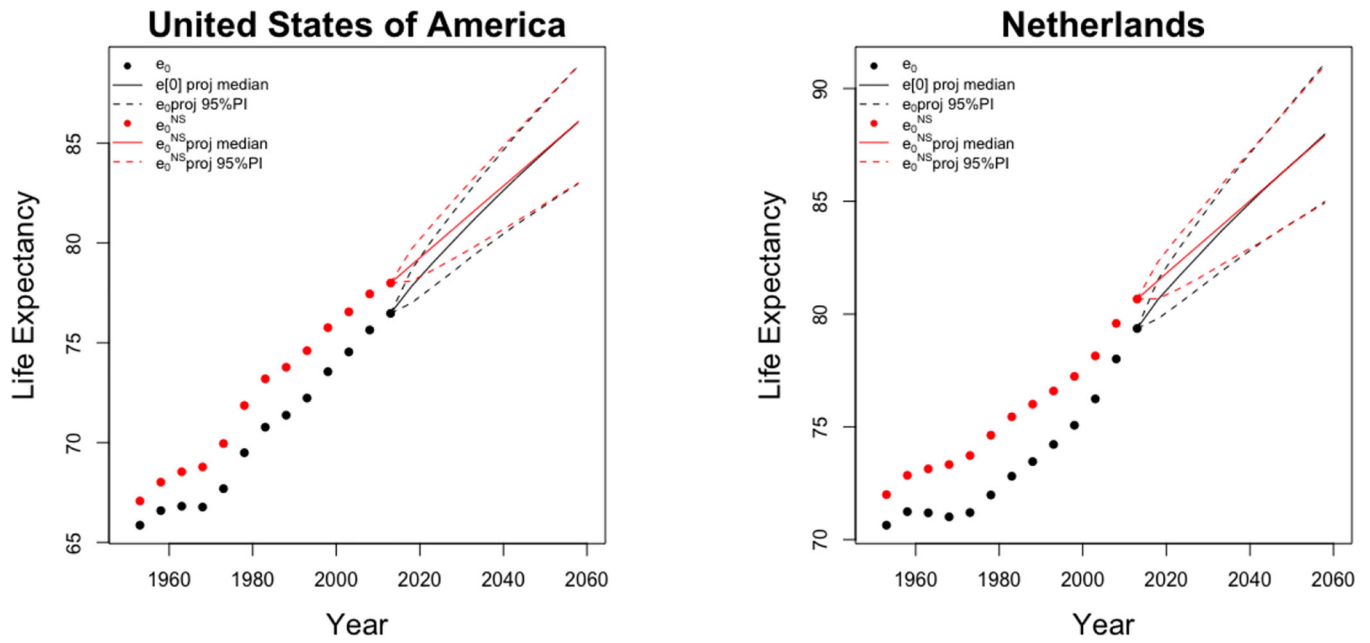 United States of America
e₀
e[0] proj median
e₀proj 95%PI
e₀ᴺˢ
e₀ᴺˢproj median
e₀ᴺˢproj 95%PI
85
80
75
70
65
Life Expectancy
1960 1980 2000 2020 2040 2060
Year
Netherlands
e₀
e[0] proj median
e₀proj 95%PI
e₀ᴺˢ
e₀ᴺˢproj median
e₀ᴺˢproj 95%PI
90
85
80
75
70
Life Expectancy
1960 1980 2000 2020 2040 2060
Year